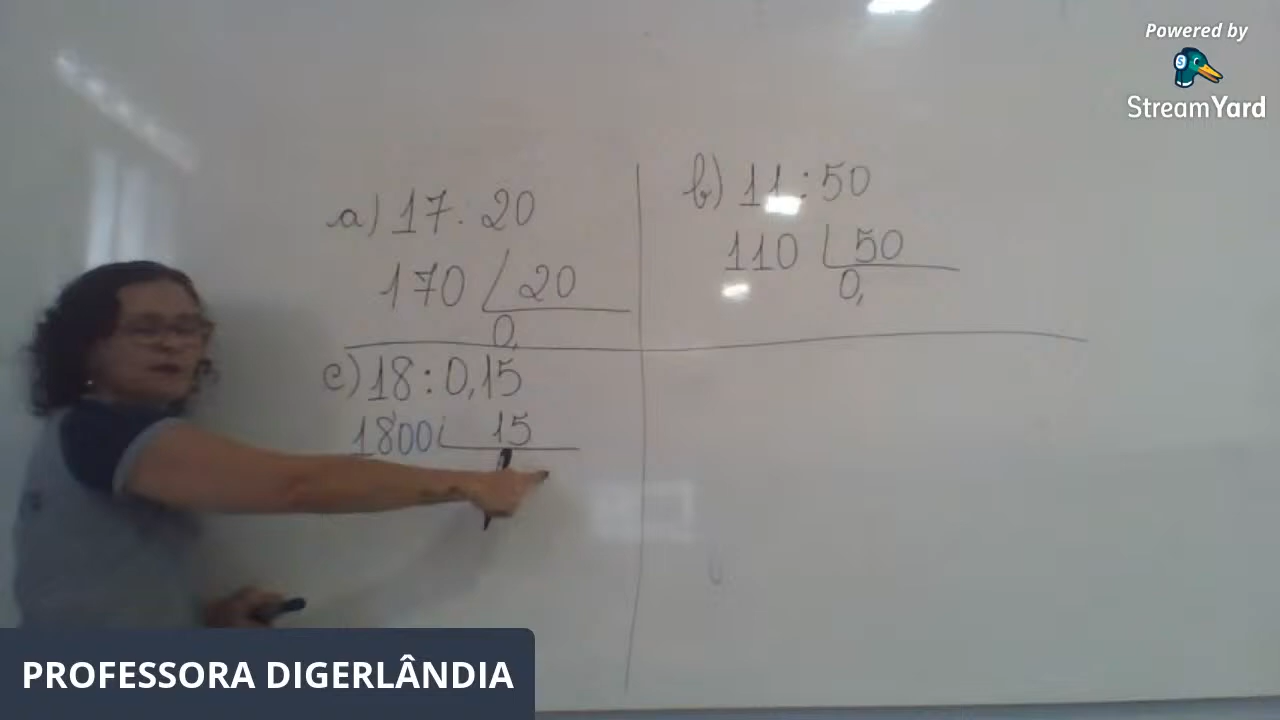 Powered by
StreamYard
a) 17 : 20
170 20
0,
b) 11 : 50
110 50
0,
c) 18 : 0,15
1800 15
PROFESSORA DIGERLÂNDIA